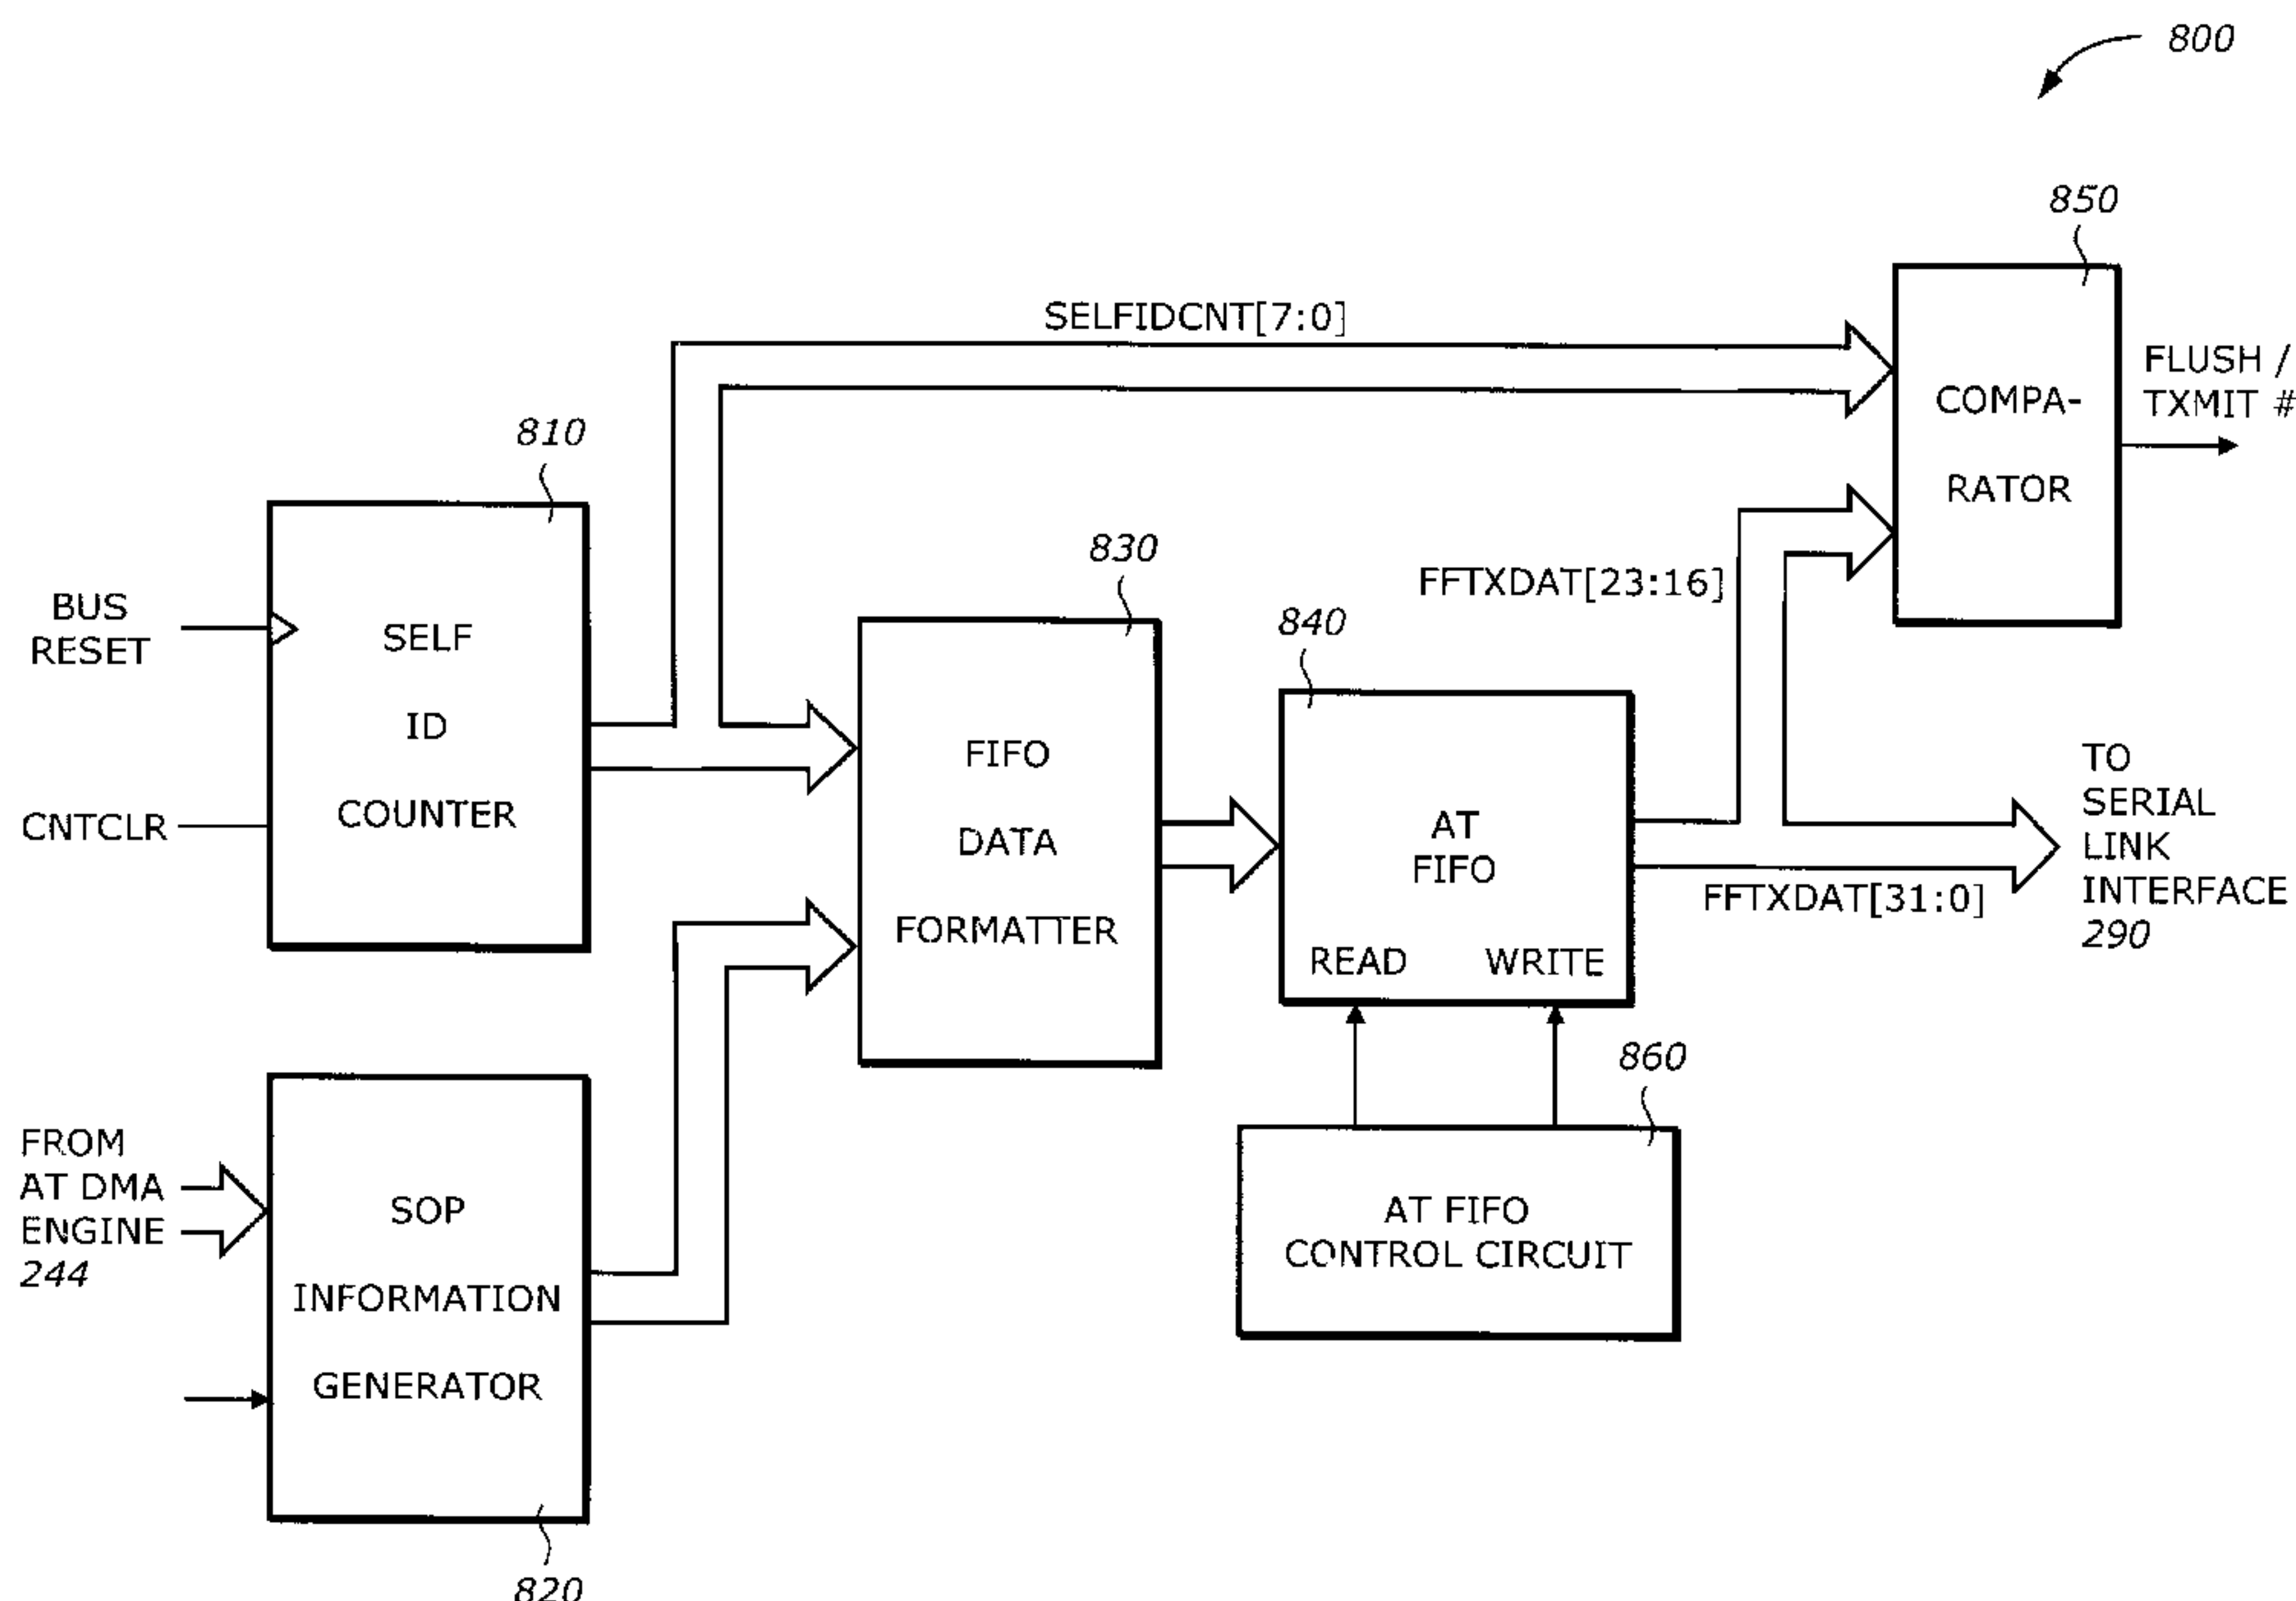 800
850
SELFIDCNT[7:0]
FLUSH /
TXMIT #
COMPA-
RATOR
810
830
FFTXDAT[23:16]
BUS
RESET
SELF
ID
COUNTER
CNTCLR
840
FIFO
DATA
FORMATTER
AT
FIFO
READ WRITE
TO
SERIAL
LINK
INTERFACE
290
FFTXDAT[31:0]
860
FROM
AT DMA
ENGINE
244
SOP
INFORMATION
GENERATOR
AT FIFO
CONTROL CIRCUIT
820